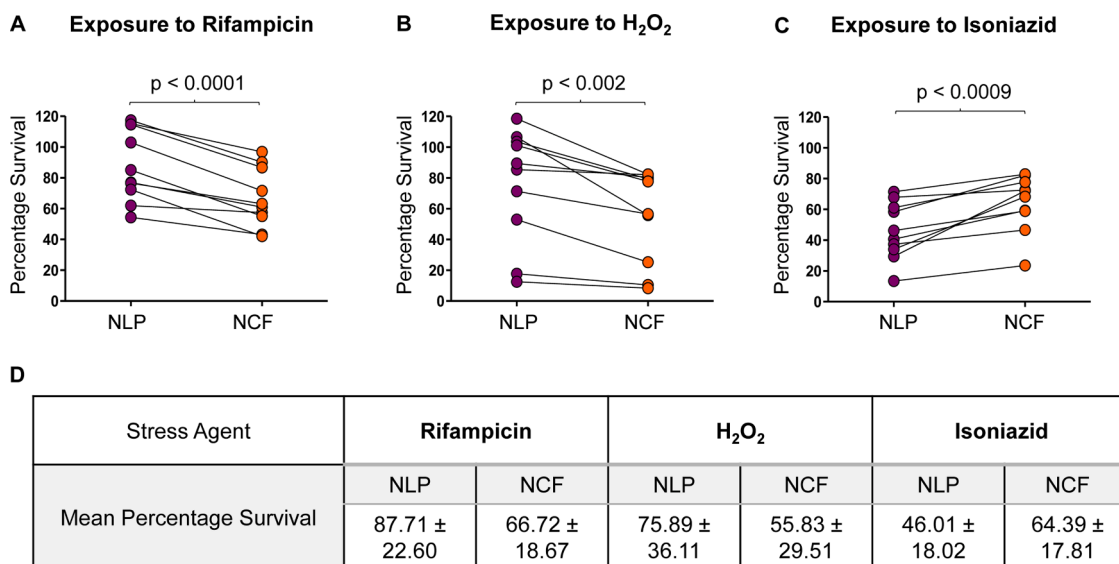 A Exposure to Rifampicin
B Exposure to H₂O₂
C Exposure to Isoniazid
p < 0.0001
p < 0.002
p < 0.0009
Percentage Survival
120
100
80
60
40
20
0
NLP NCF
Percentage Survival
120
100
80
60
40
20
0
NLP NCF
Percentage Survival
120
100
80
60
40
20
0
NLP NCF
D
Stress Agent Rifampicin H₂O₂ Isoniazid
Mean Percentage Survival
NLP NCF NLP NCF NLP NCF
87.71 ± 66.72 ± 75.89 ± 55.83 ± 46.01 ± 64.39 ±
22.60 18.67 36.11 29.51 18.02 17.81